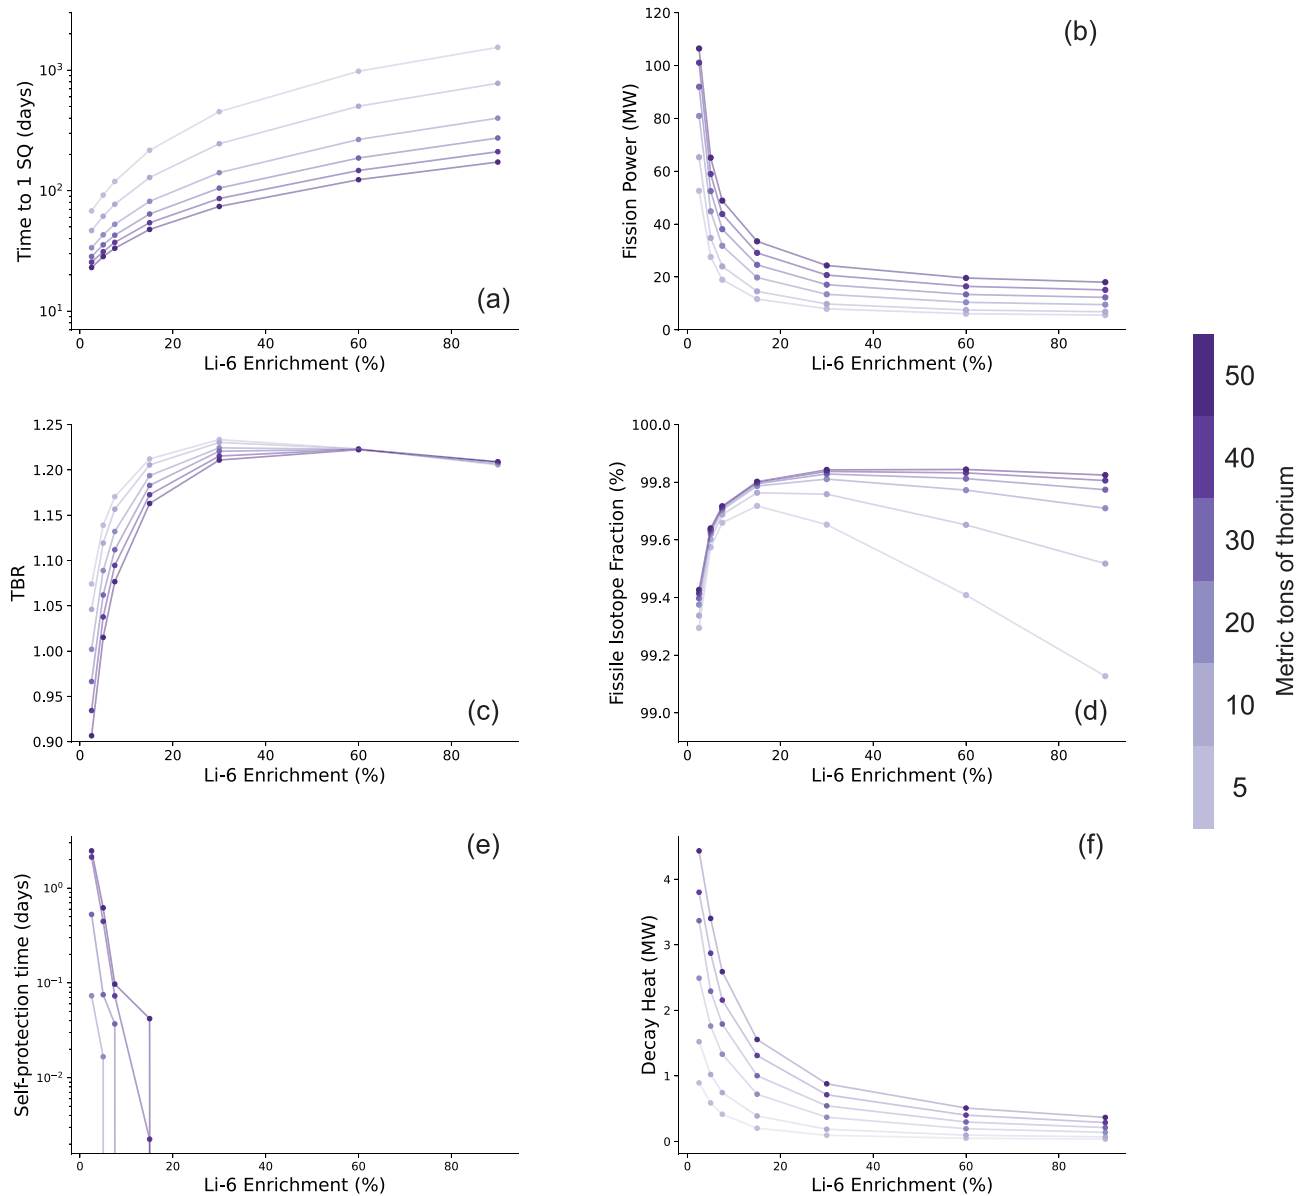 (a)
Time to 1 SQ (days)
10³
10²
10¹
0 20 40 60 80
Li-6 Enrichment (%)
(b)
Fission Power (MW)
120
100
80
60
40
20
0
0 20 40 60 80
Li-6 Enrichment (%)
(c)
TBR
1.25
1.20
1.15
1.10
1.05
1.00
0.95
0.90
0 20 40 60 80
Li-6 Enrichment (%)
(d)
Fissile Isotope Fraction (%)
100.0
99.8
99.6
99.4
99.2
99.0
0 20 40 60 80
Li-6 Enrichment (%)
(e)
Self-protection time (days)
10⁰
10⁻¹
10⁻²
0 20 40 60 80
Li-6 Enrichment (%)
(f)
Decay Heat (MW)
4
3
2
1
0
0 20 40 60 80
Li-6 Enrichment (%)
50
40
30
20
10
5
Metric tons of thorium